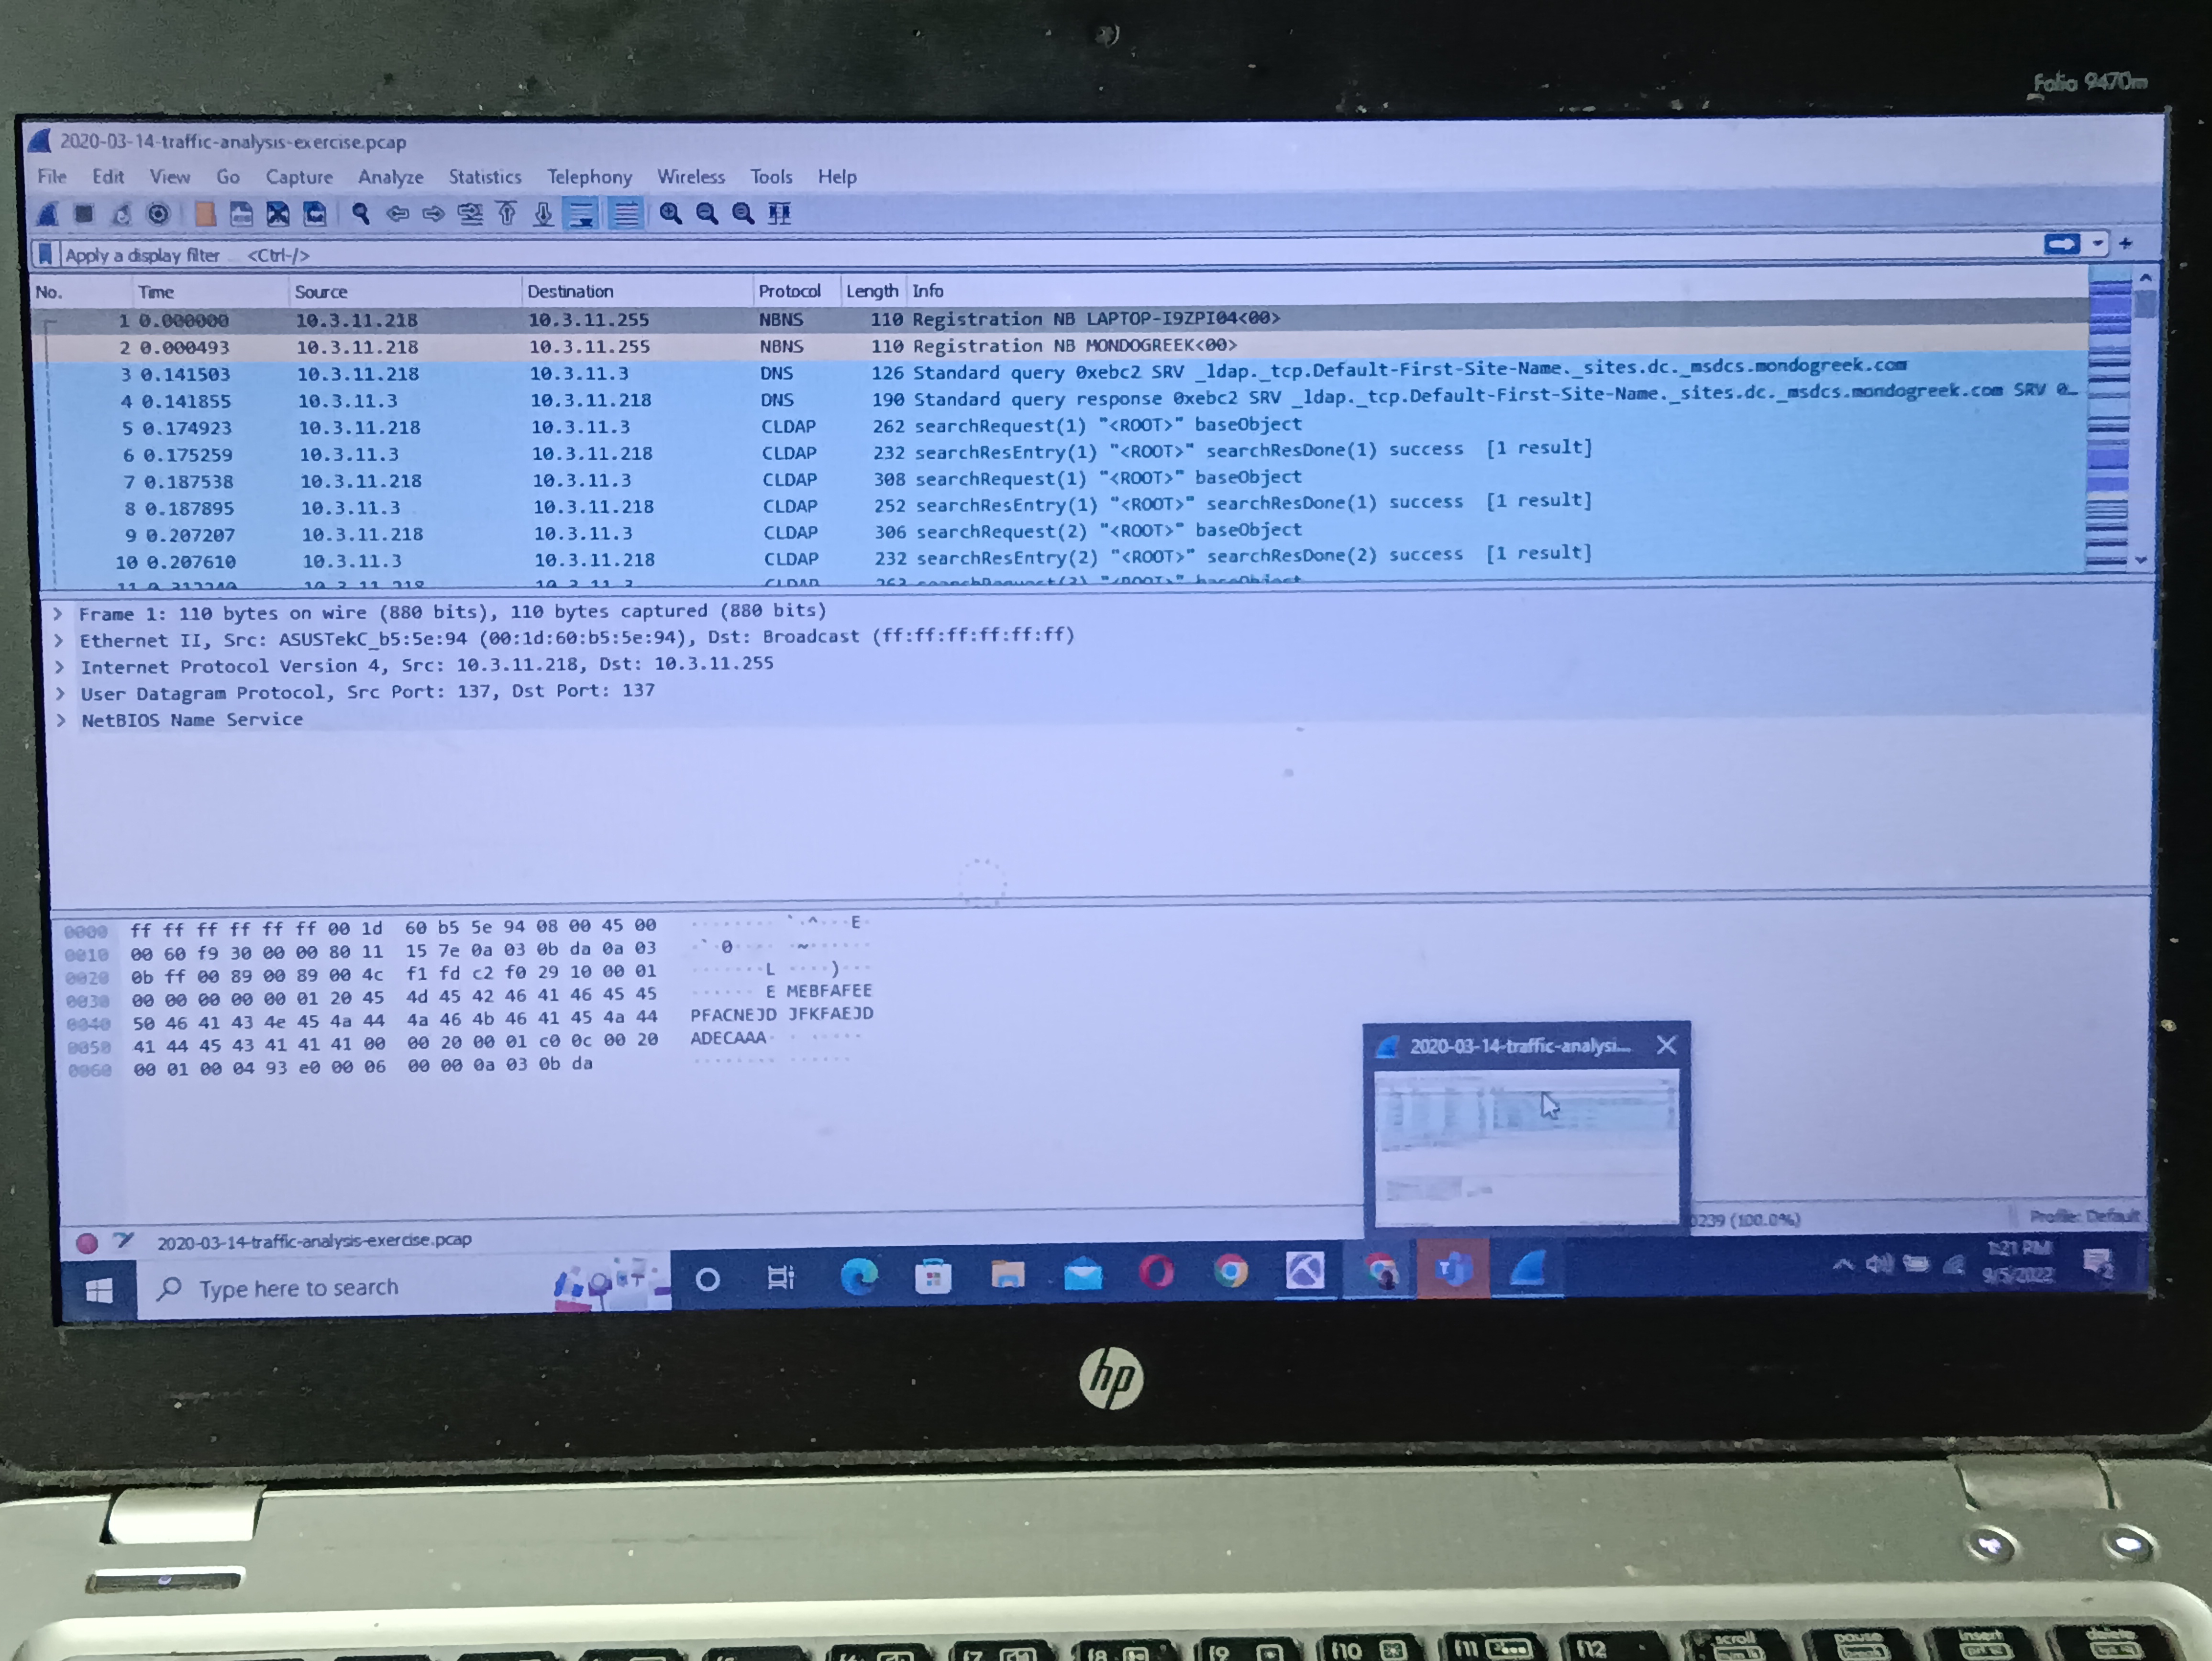 Folio 9470m
2020-03-14-traffic-analysis-exercise.pcap
File Edit View Go Capture Analyze Statistics Telephony Wireless Tools Help
Apply a display filter ... <Ctrl-/>
No. Time Source Destination Protocol Length Info
1 0.000000 10.3.11.218 10.3.11.255 NBNS 110 Registration NB LAPTOP-I9ZPI04<00>
2 0.000493 10.3.11.218 10.3.11.255 NBNS 110 Registration NB MONDOGREEK<00>
3 0.141503 10.3.11.218 10.3.11.3 DNS 126 Standard query 0xebc2 SRV _ldap._tcp.Default-First-Site-Name._sites.dc._msdcs.mondogreek.com
4 0.141855 10.3.11.3 10.3.11.218 DNS 190 Standard query response 0xebc2 SRV _ldap._tcp.Default-First-Site-Name._sites.dc._msdcs.mondogreek.com SRV 0…
5 0.174923 10.3.11.218 10.3.11.3 CLDAP 262 searchRequest(1) "<ROOT>" baseObject
6 0.175259 10.3.11.3 10.3.11.218 CLDAP 232 searchResEntry(1) "<ROOT>" searchResDone(1) success [1 result]
7 0.187538 10.3.11.218 10.3.11.3 CLDAP 308 searchRequest(1) "<ROOT>" baseObject
8 0.187895 10.3.11.3 10.3.11.218 CLDAP 252 searchResEntry(1) "<ROOT>" searchResDone(1) success [1 result]
9 0.207207 10.3.11.218 10.3.11.3 CLDAP 306 searchRequest(2) "<ROOT>" baseObject
10 0.207610 10.3.11.3 10.3.11.218 CLDAP 232 searchResEntry(2) "<ROOT>" searchResDone(2) success [1 result]
Frame 1: 110 bytes on wire (880 bits), 110 bytes captured (880 bits)
Ethernet II, Src: ASUSTekC_b5:5e:94 (00:1d:60:b5:5e:94), Dst: Broadcast (ff:ff:ff:ff:ff:ff)
Internet Protocol Version 4, Src: 10.3.11.218, Dst: 10.3.11.255
User Datagram Protocol, Src Port: 137, Dst Port: 137
NetBIOS Name Service
0000 ff ff ff ff ff ff 00 1d 60 b5 5e 94 08 00 45 00 ········ `·^···E·
0010 00 60 f9 30 00 00 80 11 15 7e 0a 03 0b da 0a 03 ·`·0···· ·~······
0020 0b ff 00 89 00 89 00 4c f1 fd c2 f0 29 10 00 01 ·······L ····)···
0030 00 00 00 00 00 01 20 45 4d 45 42 46 41 46 45 45 ······ E MEBFAFEE
0040 50 46 41 43 4e 45 4a 44 4a 46 4b 46 41 45 4a 44 PFACNEJD JFKFAEJD
0050 41 44 45 43 41 41 41 00 00 20 00 01 c0 0c 00 20 ADECAAA· · ·····
0060 00 01 00 04 93 e0 00 06 00 00 0a 03 0b da ········ ······
2020-03-14-traffic-analysi...
0239 (100.0%) Profile: Default
2020-03-14-traffic-analysis-exercise.pcap
Type here to search
1:21 PM
9/5/2022
hp
f7 f8 f9 f10 f11 f12 scroll pause insert delete